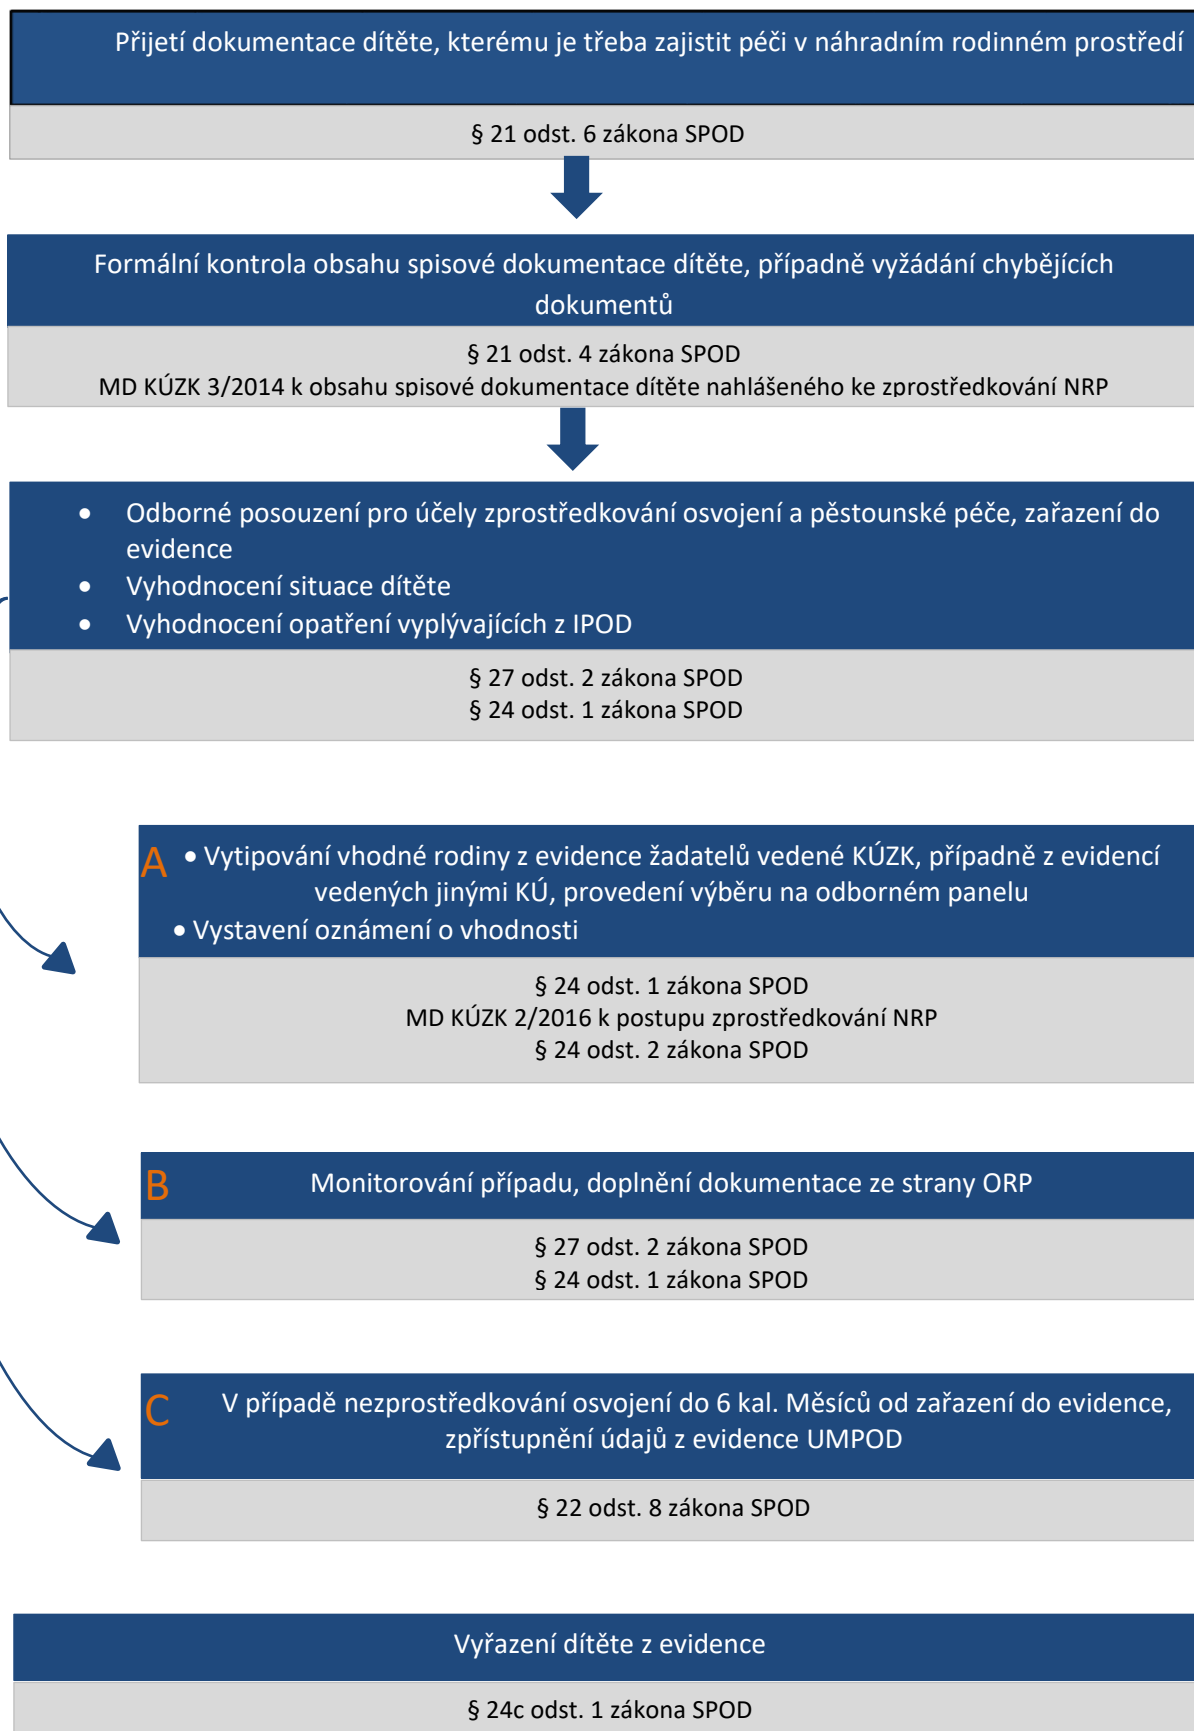 Přijetí dokumentace dítěte, kterému je třeba zajistit péči v náhradním rodinném prostředí
§ 21 odst. 6 zákona SPOD
Formální kontrola obsahu spisové dokumentace dítěte, případně vyžádání chybějících
dokumentů
§ 21 odst. 4 zákona SPOD
MD KÚZK 3/2014 k obsahu spisové dokumentace dítěte nahlášeného ke zprostředkování NRP
• Odborné posouzení pro účely zprostředkování osvojení a pěstounské péče, zařazení do
evidence
• Vyhodnocení situace dítěte
• Vyhodnocení opatření vyplývajících z IPOD
§ 27 odst. 2 zákona SPOD
§ 24 odst. 1 zákona SPOD
A • Vytipování vhodné rodiny z evidence žadatelů vedené KÚZK, případně z evidencí
vedených jinými KÚ, provedení výběru na odborném panelu
• Vystavení oznámení o vhodnosti
§ 24 odst. 1 zákona SPOD
MD KÚZK 2/2016 k postupu zprostředkování NRP
§ 24 odst. 2 zákona SPOD
B Monitorování případu, doplnění dokumentace ze strany ORP
§ 27 odst. 2 zákona SPOD
§ 24 odst. 1 zákona SPOD
C V případě nezprostředkování osvojení do 6 kal. Měsíců od zařazení do evidence,
zpřístupnění údajů z evidence UMPOD
§ 22 odst. 8 zákona SPOD
Vyřazení dítěte z evidence
§ 24c odst. 1 zákona SPOD